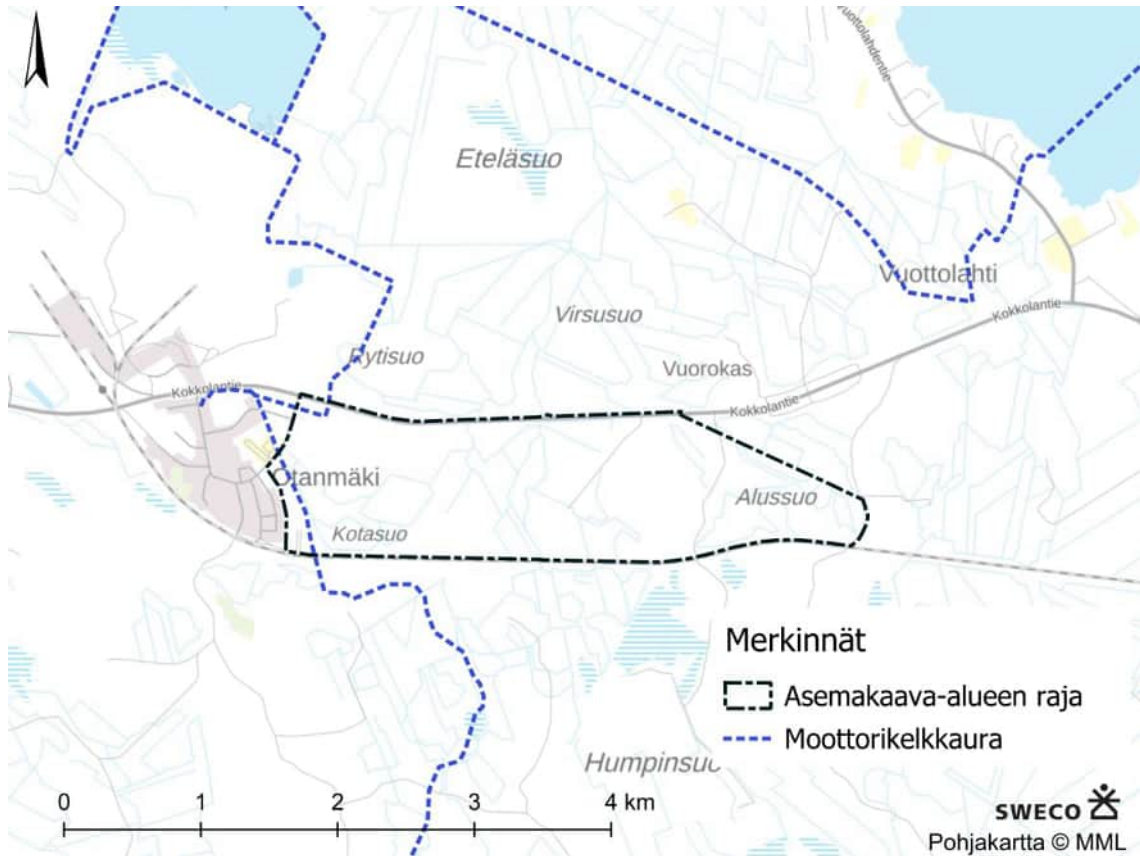 Vuottolahdentie
Eteläsuo
Vuottolahti
Kokkolantie
Virsusuo
Rytisuo
Vuorokas
Kokkolantie
Kokkolantie
Otanmäki
Alussuo
Kotasuo
Merkinnät
Asemakaava-alueen raja
Moottorikelkkaura
Humpinsuo
0 1 2 3 4 km
SWECO
Pohjakartta © MML